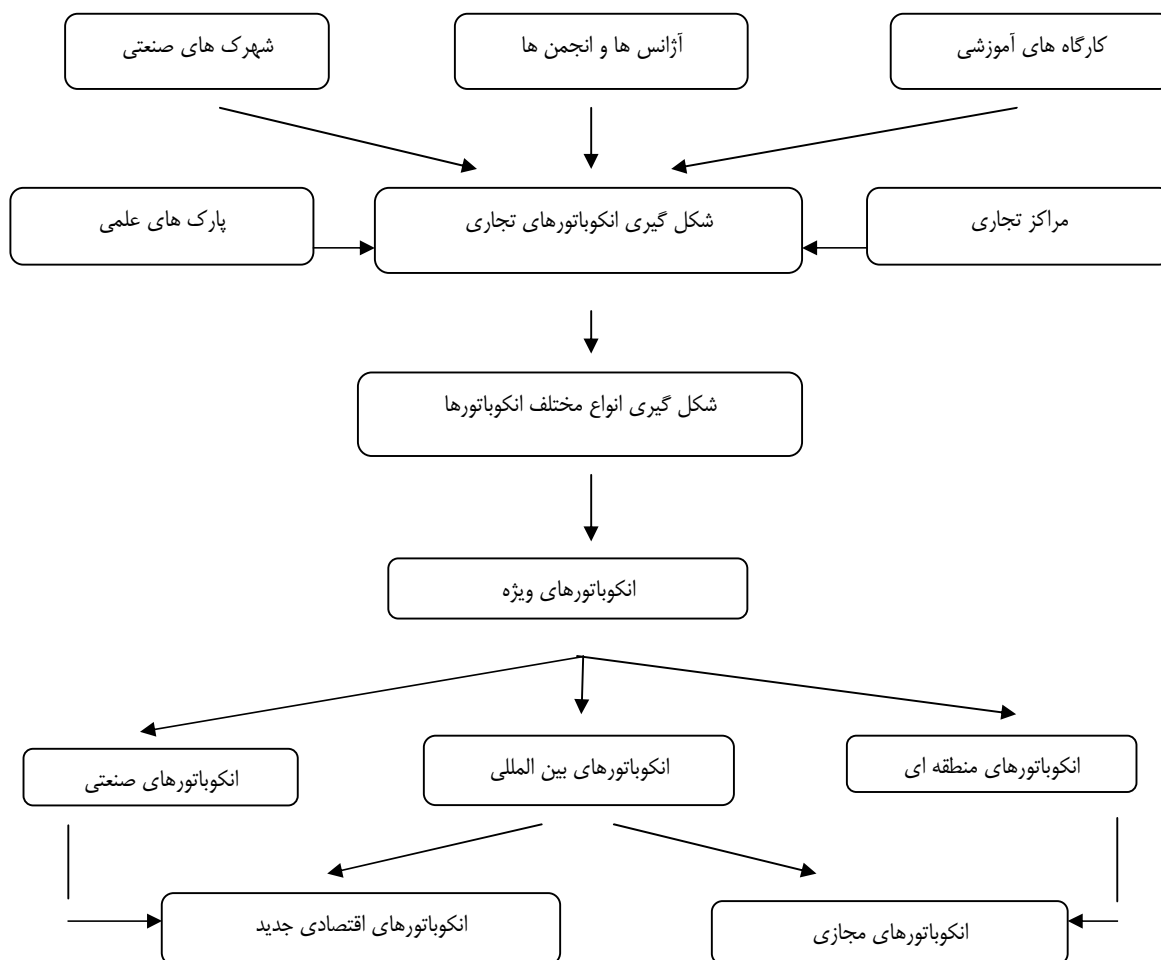 کارگاه های آموزشی
آژانس ها و انجمن ها
شهرک های صنعتی
مراکز تجاری
شکل گیری انکوباتورهای تجاری
پارک های علمی
شکل گیری انواع مختلف انکوباتورها
انکوباتورهای ویژه
انکوباتورهای منطقه ای
انکوباتورهای بین المللی
انکوباتورهای صنعتی
انکوباتورهای مجازی
انکوباتورهای اقتصادی جدید